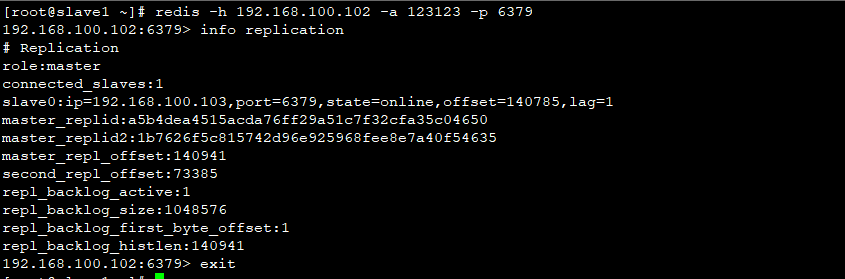 [root@slave1 ~]# redis -h 192.168.100.102 -a 123123 -p 6379
192.168.100.102:6379> info replication
# Replication
role:master
connected_slaves:1
slave0:ip=192.168.100.103,port=6379,state=online,offset=140785,lag=1
master_replid:a5b4dea4515acda76ff29a51c7f32cfa35c04650
master_replid2:1b7626f5c815742d96e925968fee8e7a40f54635
master_repl_offset:140941
second_repl_offset:73385
repl_backlog_active:1
repl_backlog_size:1048576
repl_backlog_first_byte_offset:1
repl_backlog_histlen:140941
192.168.100.102:6379> exit